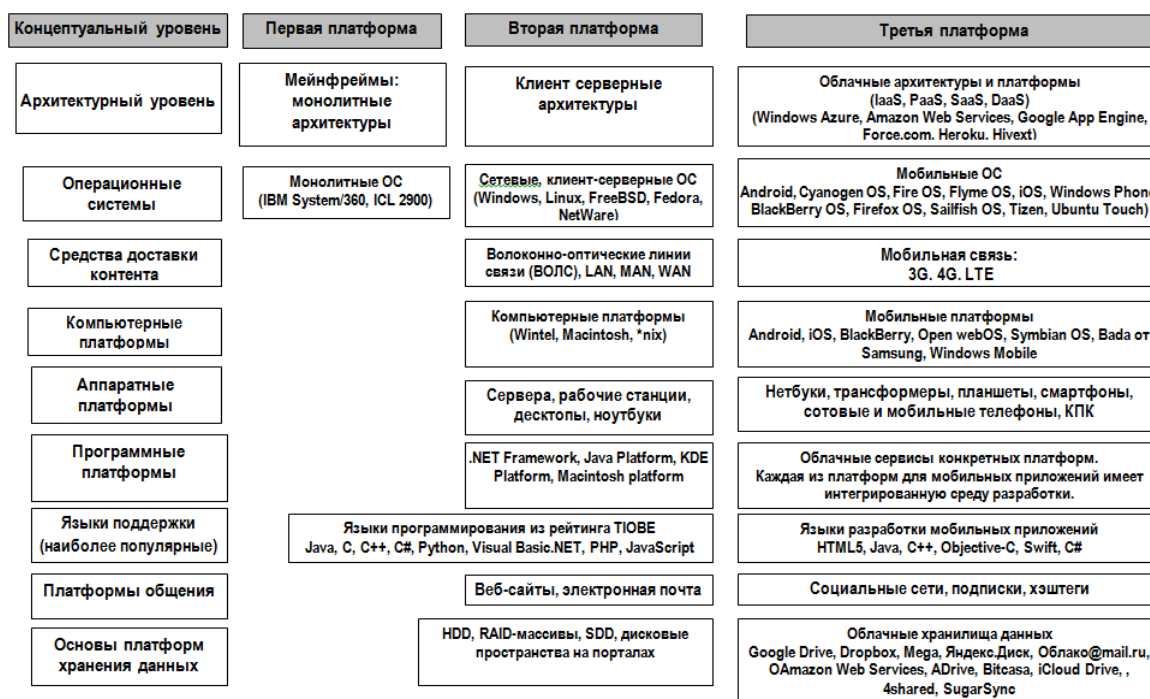 Концептуальный уровень
Первая платформа
Вторая платформа
Третья платформа
Архитектурный уровень
Мейнфреймы:
монолитные
архитектуры
Клиент серверные
архитектуры
Облачные архитектуры и платформы
(IaaS, PaaS, SaaS, DaaS)
(Windows Azure, Amazon Web Services, Google App Engine,
Force.com. Heroku. Hivext)
Операционные
системы
Монолитные ОС
(IBM System/360, ICL 2900)
Сетевые, клиент-серверные ОС
(Windows, Linux, FreeBSD, Fedora,
NetWare)
Мобильные ОС
Android, Cyanogen OS, Fire OS, Flyme OS, iOS, Windows Phone
BlackBerry OS, Firefox OS, Sailfish OS, Tizen, Ubuntu Touch)
Средства доставки
контента
Волоконно-оптические линии
связи (ВОЛС), LAN, MAN, WAN
Мобильная связь:
3G. 4G. LTE
Компьютерные
платформы
Компьютерные платформы
(Wintel, Macintosh, *nix)
Мобильные платформы
Android, iOS, BlackBerry, Open webOS, Symbian OS, Bada от
Samsung, Windows Mobile
Аппаратные
платформы
Сервера, рабочие станции,
десктопы, ноутбуки
Нетбуки, трансформеры, планшеты, смартфоны,
сотовые и мобильные телефоны, КПК
Программные
платформы
.NET Framework, Java Platform, KDE
Platform, Macintosh platform
Облачные сервисы конкретных платформ.
Каждая из платформ для мобильных приложений имеет
интегрированную среду разработки.
Языки поддержки
(наиболее популярные)
Языки программирования из рейтинга TIOBE
Java, C, C++, C#, Python, Visual Basic.NET, PHP, JavaScript
Языки разработки мобильных приложений
HTML5, Java, C++, Objective-C, Swift, C#
Платформы общения
Веб-сайты, электронная почта
Социальные сети, подписки, хэштеги
Основы платформ
хранения данных
HDD, RAID-массивы, SDD, дисковые
пространства на порталах
Облачные хранилища данных
Google Drive, Dropbox, Mega, Яндекс.Диск, Облако@mail.ru,
OAmazon Web Services, ADrive, Bitcasa, iCloud Drive, ,
4shared, SugarSync